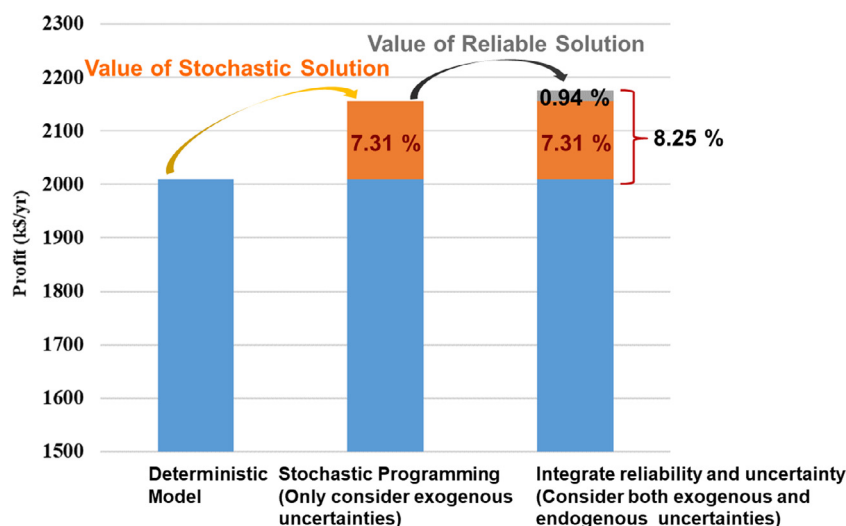 2300
Value of Reliable Solution
2200
Value of Stochastic Solution
0.94 %
2100
7.31 %
7.31 %
8.25 %
2000
Profit (k$/yr)
1900
1800
1700
1600
1500
Deterministic
Model
Stochastic Programming
(Only consider exogenous
uncertainties)
Integrate reliability and uncertainty
(Consider both exogenous and
endogenous uncertainties)